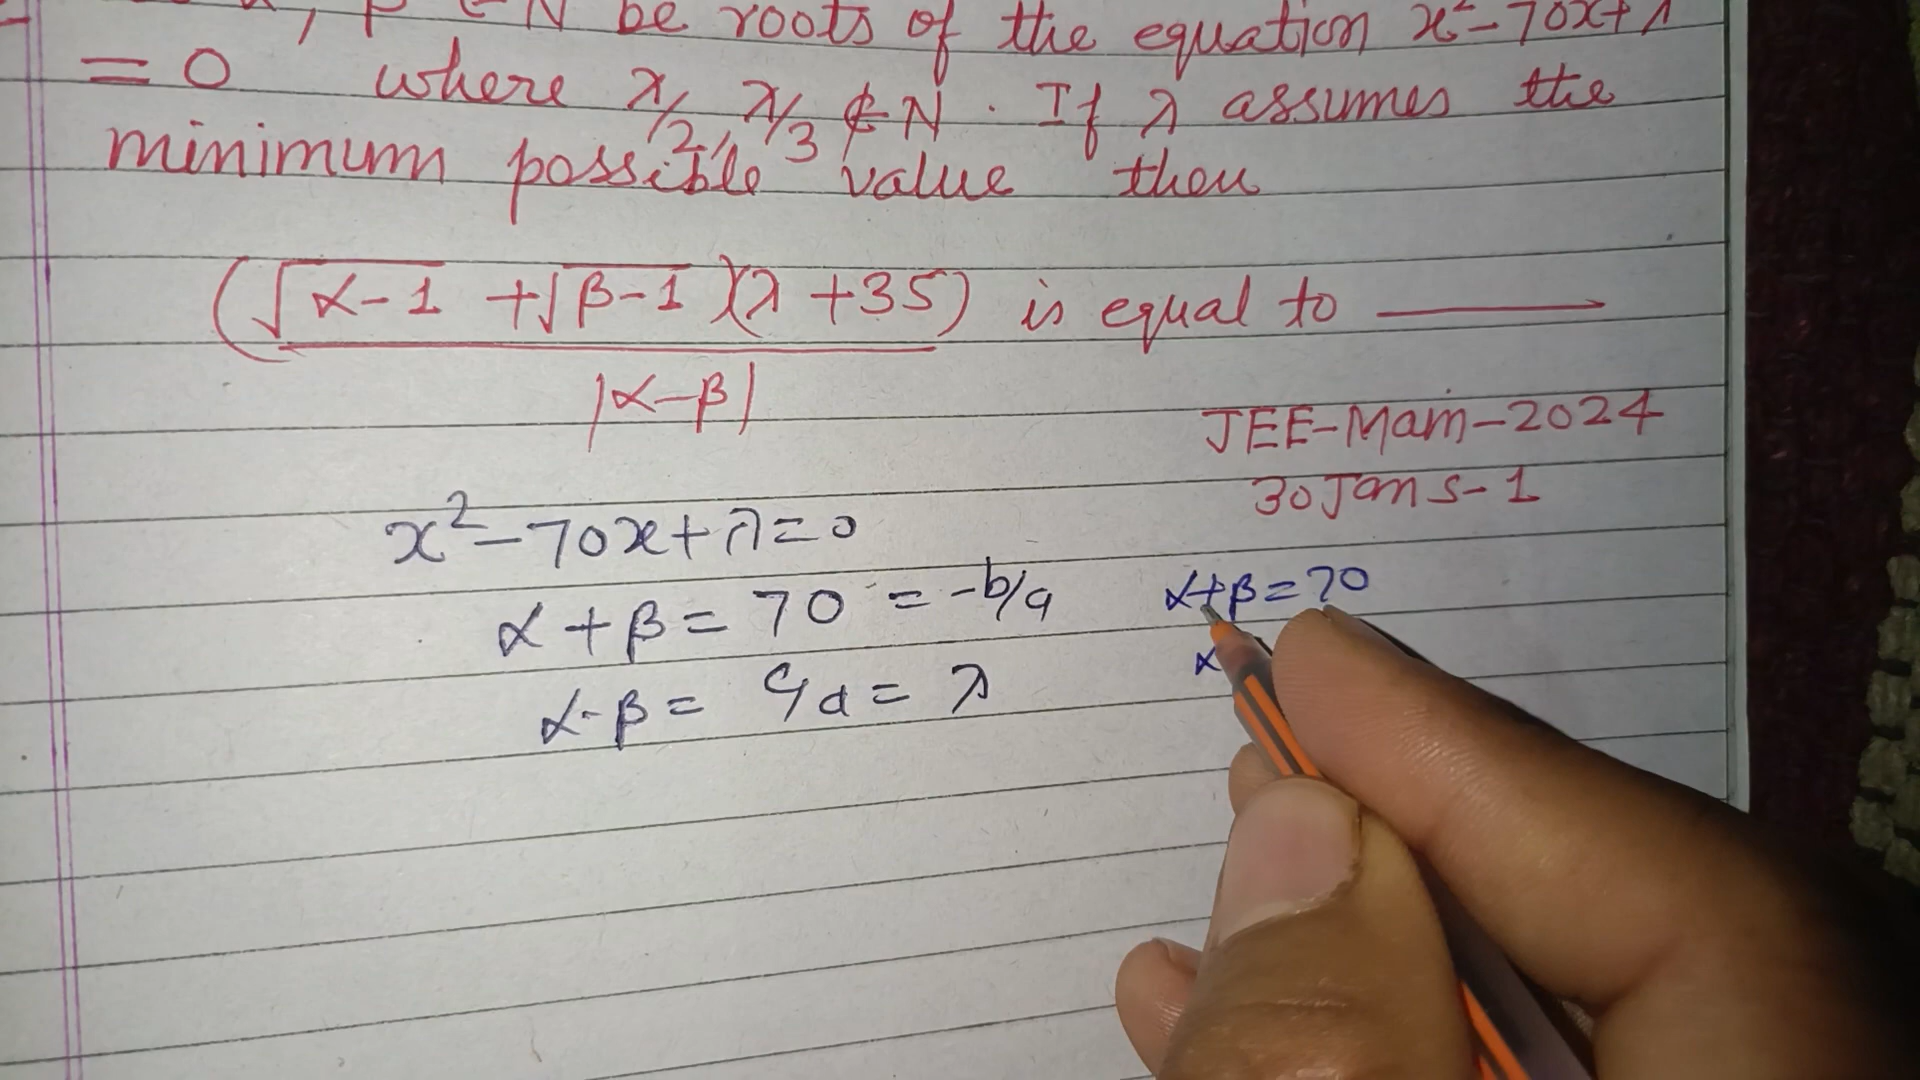 , β ∈ N be roots of the equation x²-70x+λ
= 0 where λ/2, λ/3 ∉ N. If λ assumes the
minimum possible value then
(√α-1 + √β-1)(λ+35) is equal to ———
|α-β|
JEE-Main-2024
30 Jan S-1
x²-70x+λ=0
α+β = 70 = -b/a
α·β = c/a = λ
α+β=70
α